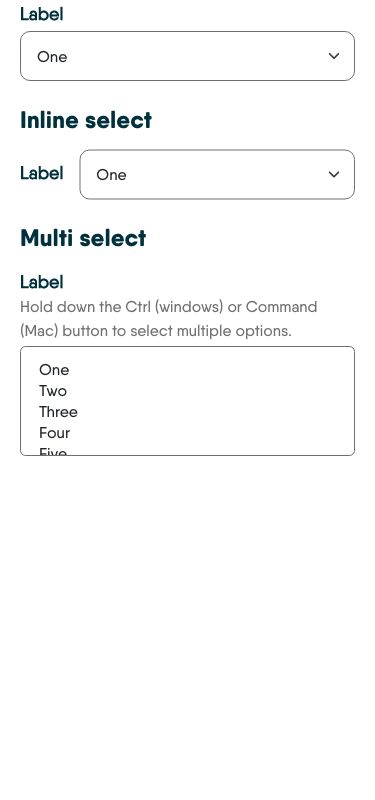 Label
One
Inline select
Label One
Multi select
Label
Hold down the Ctrl (windows) or Command
(Mac) button to select multiple options.
One
Two
Three
Four
Five